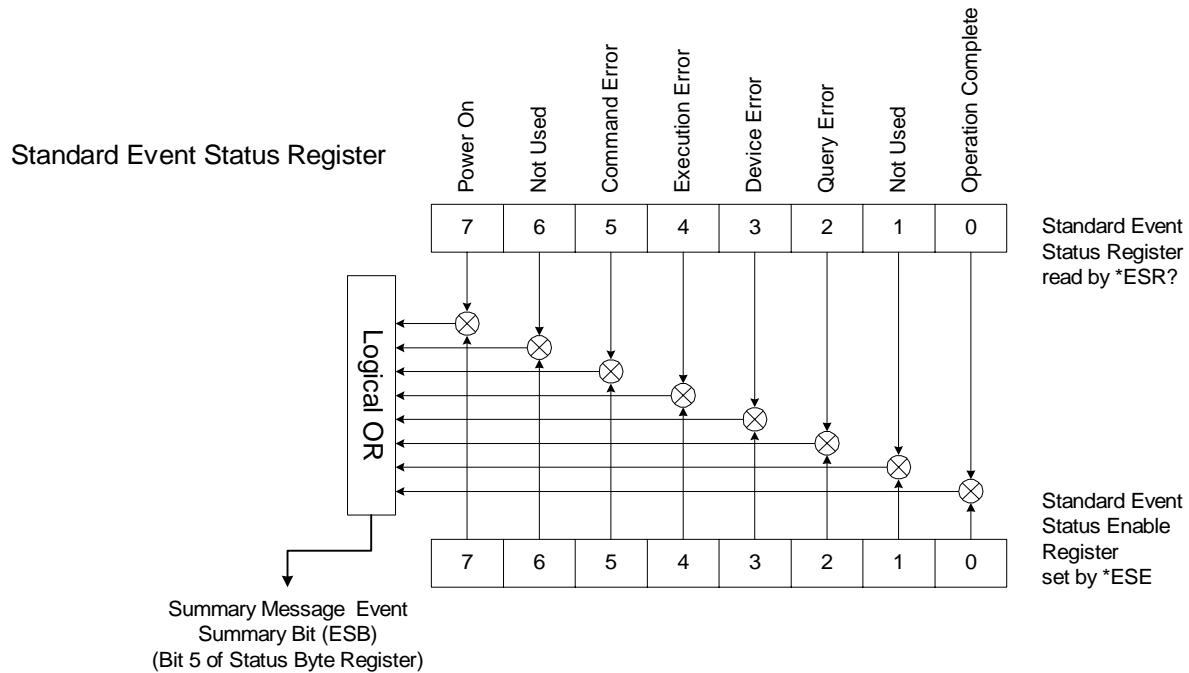 Power On
Not Used
Command Error
Execution Error
Device Error
Query Error
Not Used
Operation Complete
Standard Event Status Register
7 6 5 4 3 2 1 0
Standard Event
Status Register
read by *ESR?
Logical OR
Standard Event
Status Enable
Register
set by *ESE
7 6 5 4 3 2 1 0
Summary Message Event
Summary Bit (ESB)
(Bit 5 of Status Byte Register)